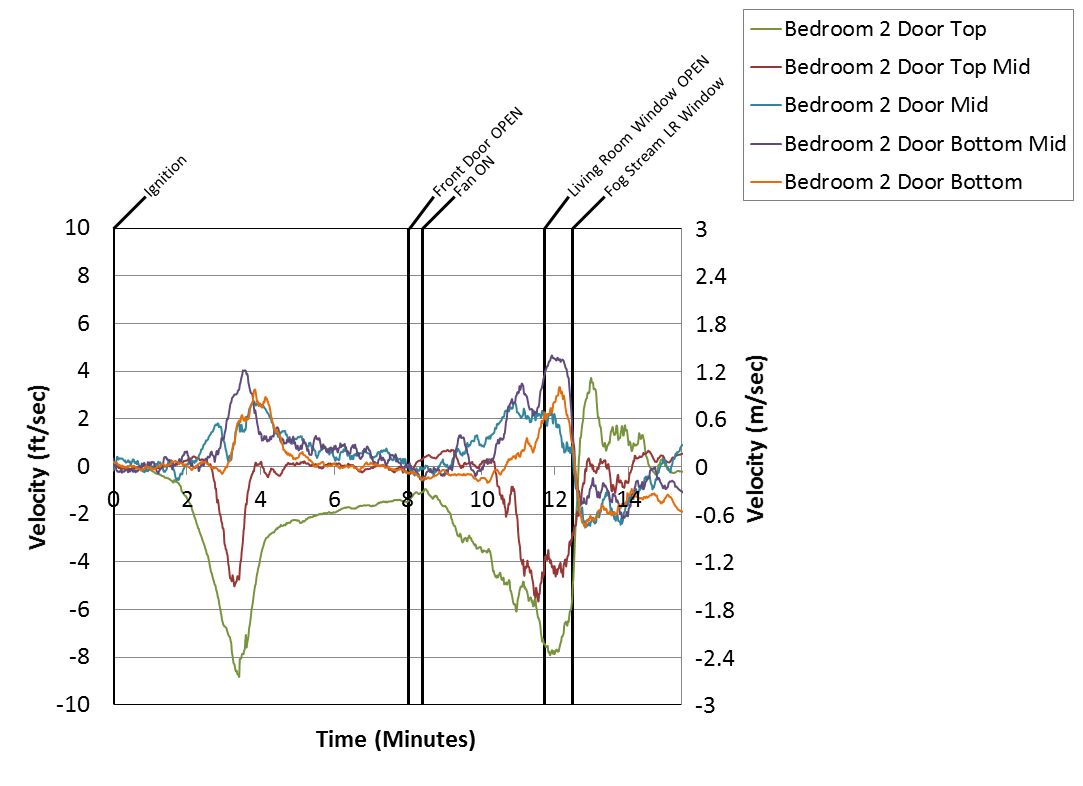 Bedroom 2 Door Top
Bedroom 2 Door Top Mid
Bedroom 2 Door Mid
Bedroom 2 Door Bottom Mid
Bedroom 2 Door Bottom
Ignition
Front Door OPEN
Fan ON
Living Room Window OPEN
Fog Stream LR Window
10
8
6
4
2
0
-2
-4
-6
-8
-10
Velocity (ft/sec)
0
2
4
6
8
10
12
14
Time (Minutes)
3
2.4
1.8
1.2
0.6
0
-0.6
-1.2
-1.8
-2.4
-3
Velocity (m/sec)